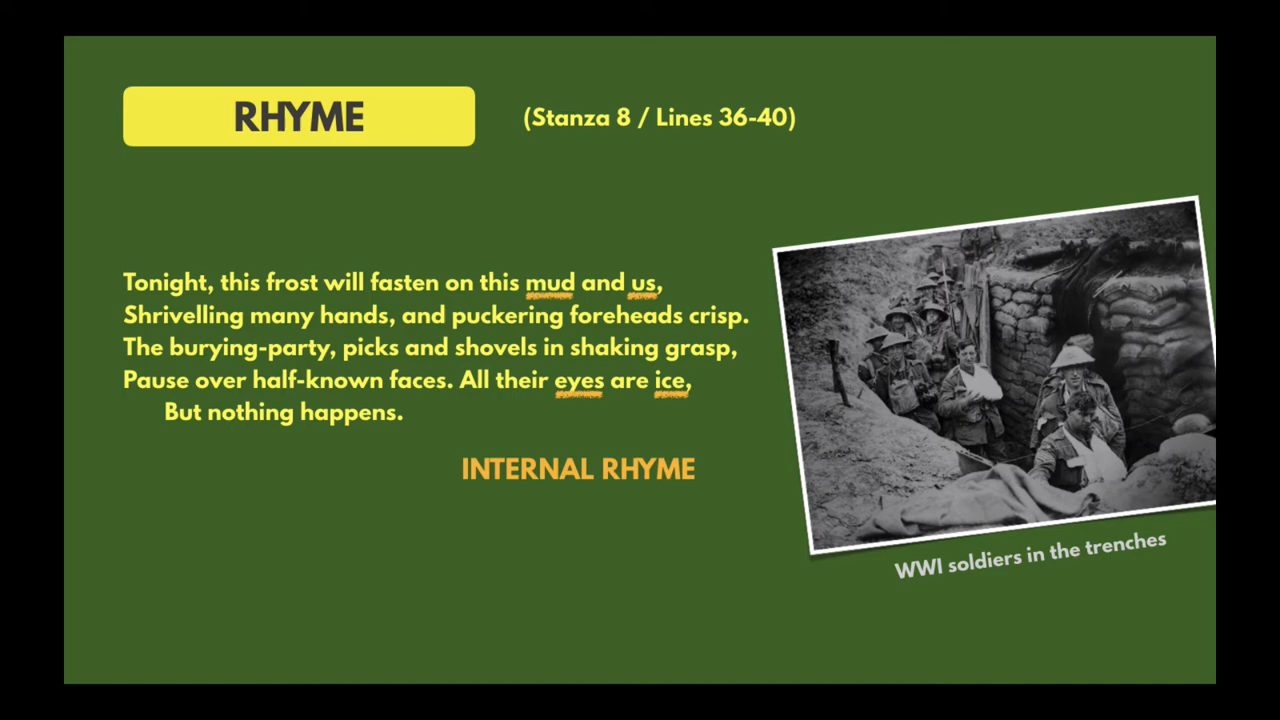 RHYME
(Stanza 8 / Lines 36-40)
Tonight, this frost will fasten on this mud and us,
Shrivelling many hands, and puckering foreheads crisp.
The burying-party, picks and shovels in shaking grasp,
Pause over half-known faces. All their eyes are ice,
But nothing happens.
INTERNAL RHYME
WWI soldiers in the trenches